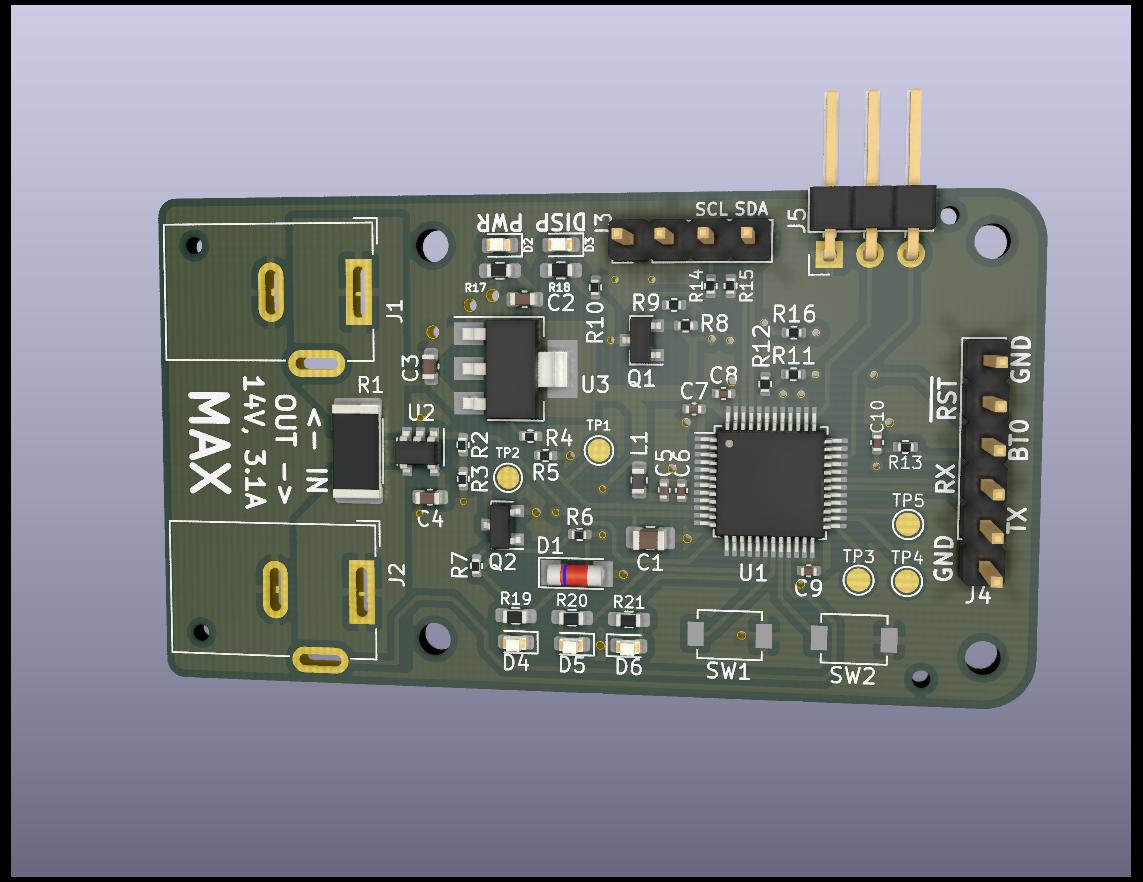 PWR
DISP
D2
D3
J3
SCL SDA
J5
R17
R18
C2
R10
R9
R14
R15
J1
R8
R16
R12
R11
GND
C3
U3
Q1
R1
C7
C8
RST
MAX
14V, 3.1A
OUT ->
<- IN
U2
R2
R3
TP2
R4
R5
TP1
L1
C5
C6
C10
R13
BTO
RX
C4
R6
Q2
D1
C1
TP5
TX
R7
J2
U1
TP3
TP4
GND
C9
J4
R19
R20
R21
D4
D5
D6
SW1
SW2